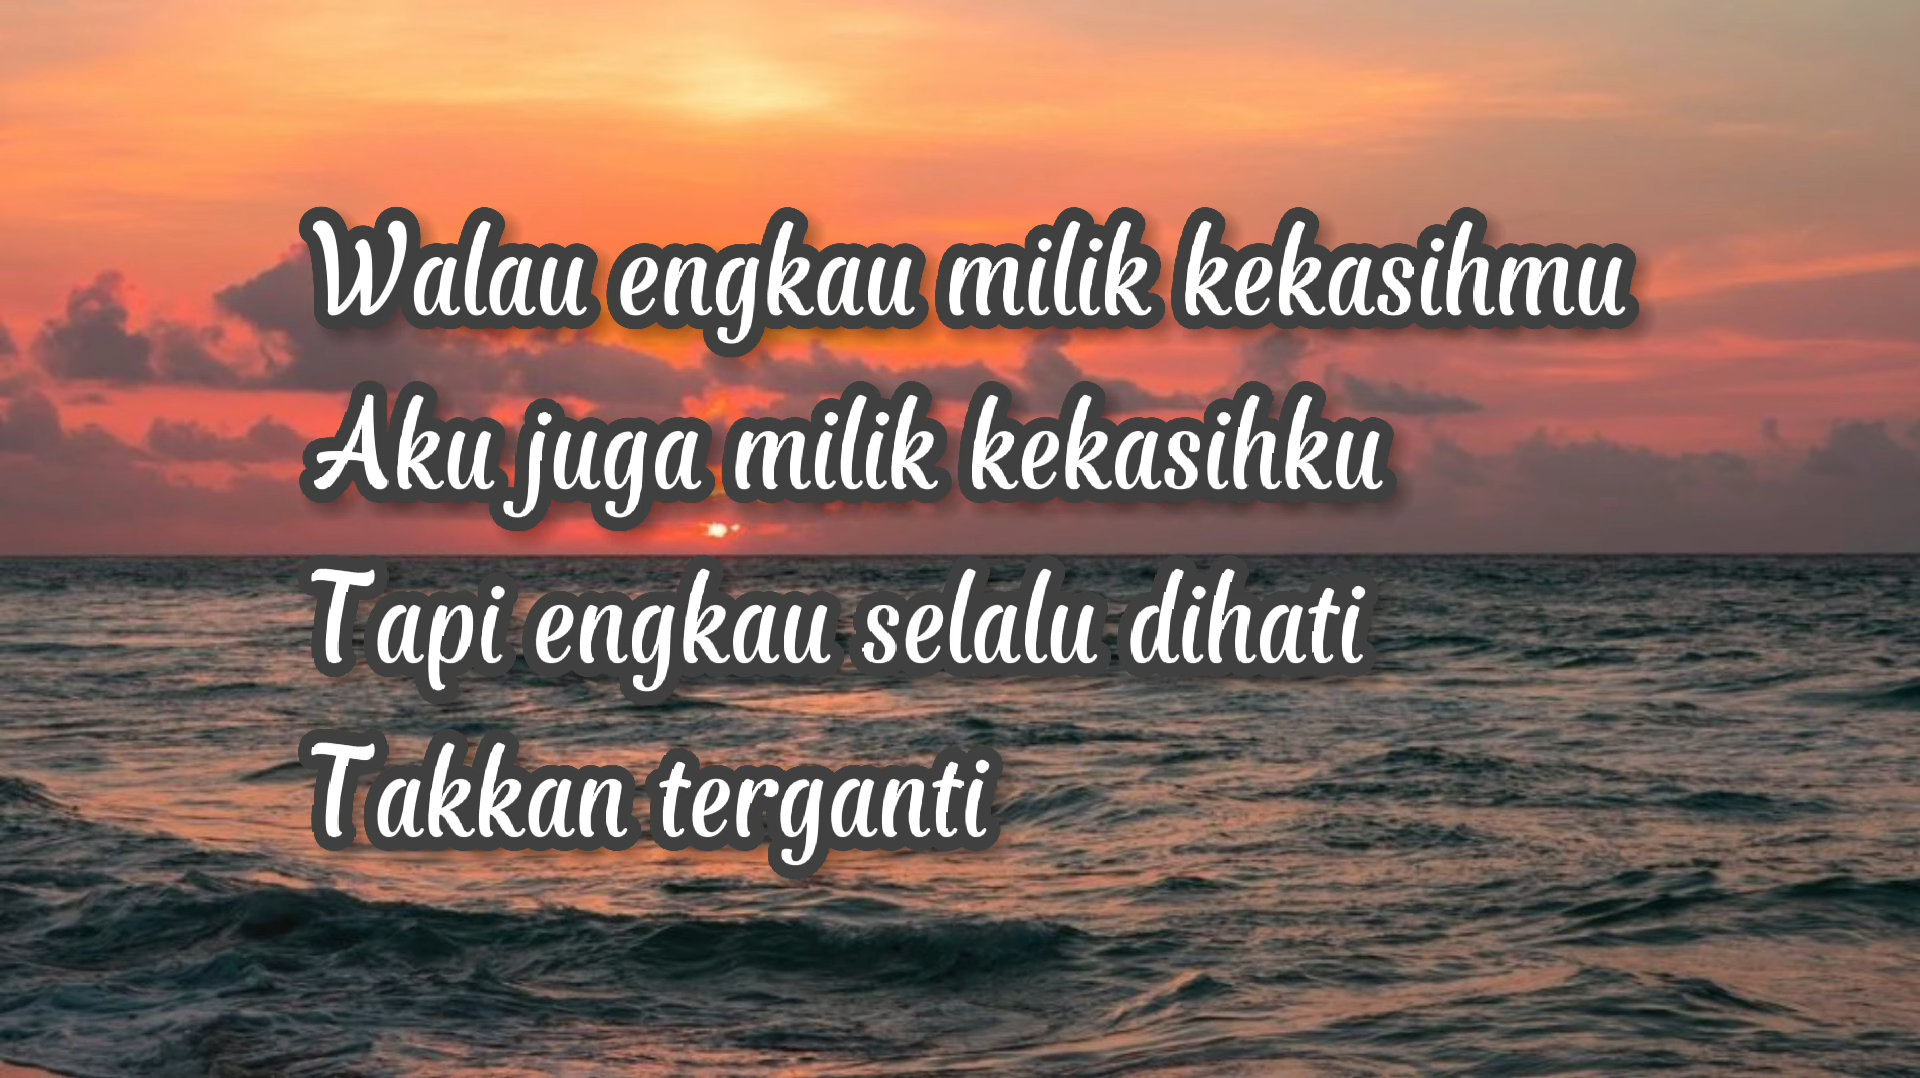 Walau engkau milik kekasihmu
Aku juga milik kekasihku
Tapi engkau selalu dihati
Takkan terganti